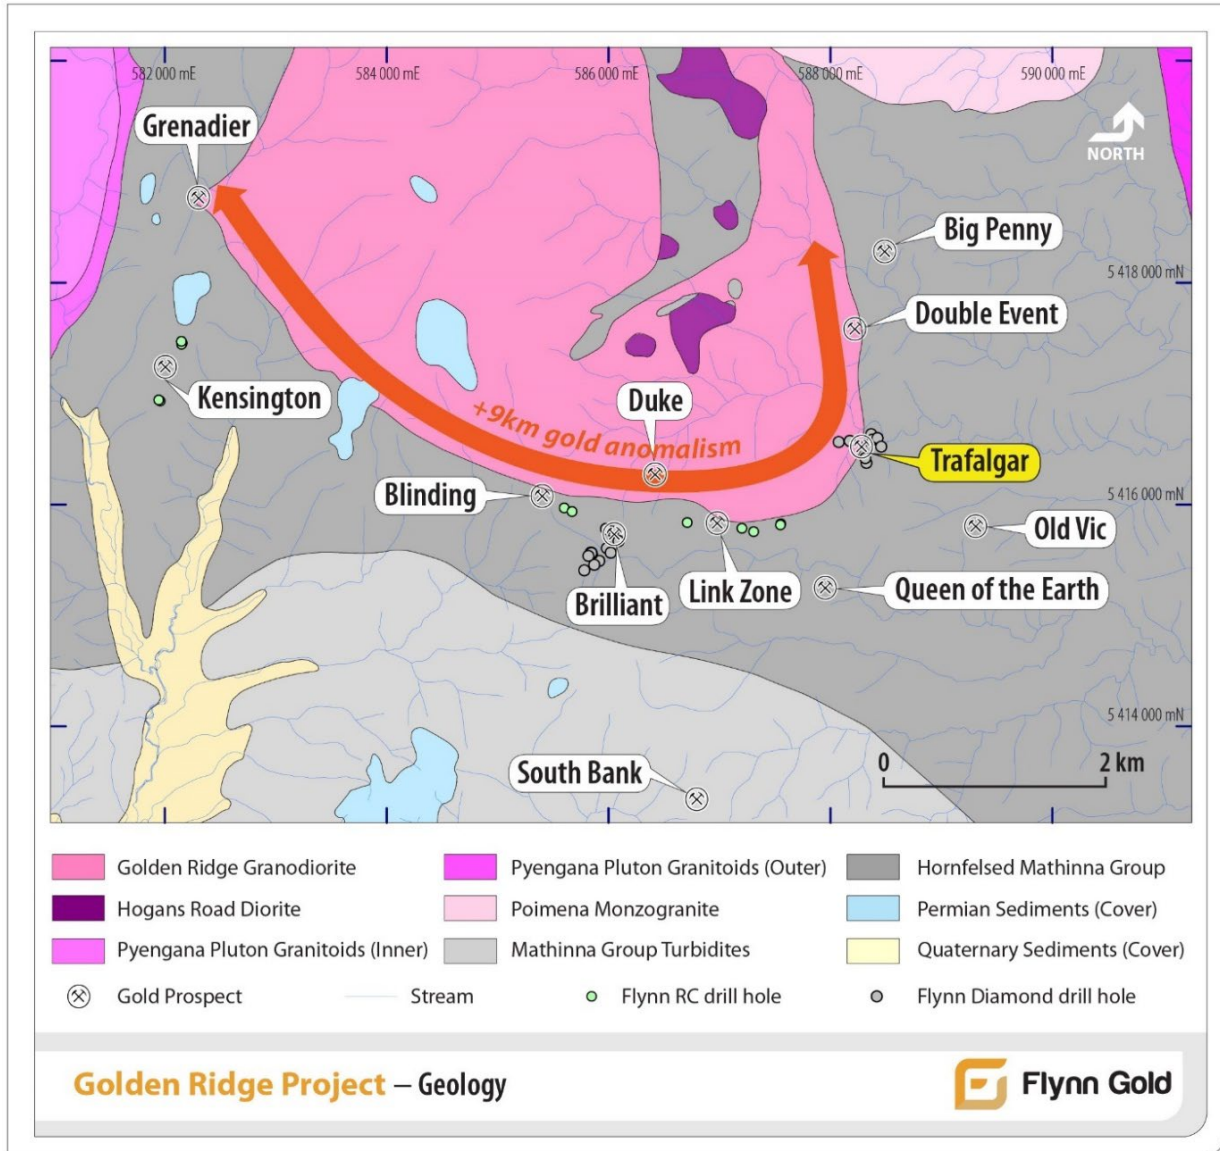 582 000 mE
584 000 mE
586 000 mE
588 000 mE
590 000 mE
Grenadier
NORTH
Big Penny
5 418 000 mN
Double Event
Kensington
Duke
+9km gold anomalism
Trafalgar
Blinding
5 416 000 mN
Old Vic
Brilliant
Link Zone
Queen of the Earth
5 414 000 mN
South Bank
0
2 km
Golden Ridge Granodiorite
Pyengana Pluton Granitoids (Outer)
Hornfelsed Mathinna Group
Hogans Road Diorite
Poimena Monzogranite
Permian Sediments (Cover)
Pyengana Pluton Granitoids (Inner)
Mathinna Group Turbidites
Quaternary Sediments (Cover)
Gold Prospect
Stream
Flynn RC drill hole
Flynn Diamond drill hole
Golden Ridge Project – Geology
Flynn Gold